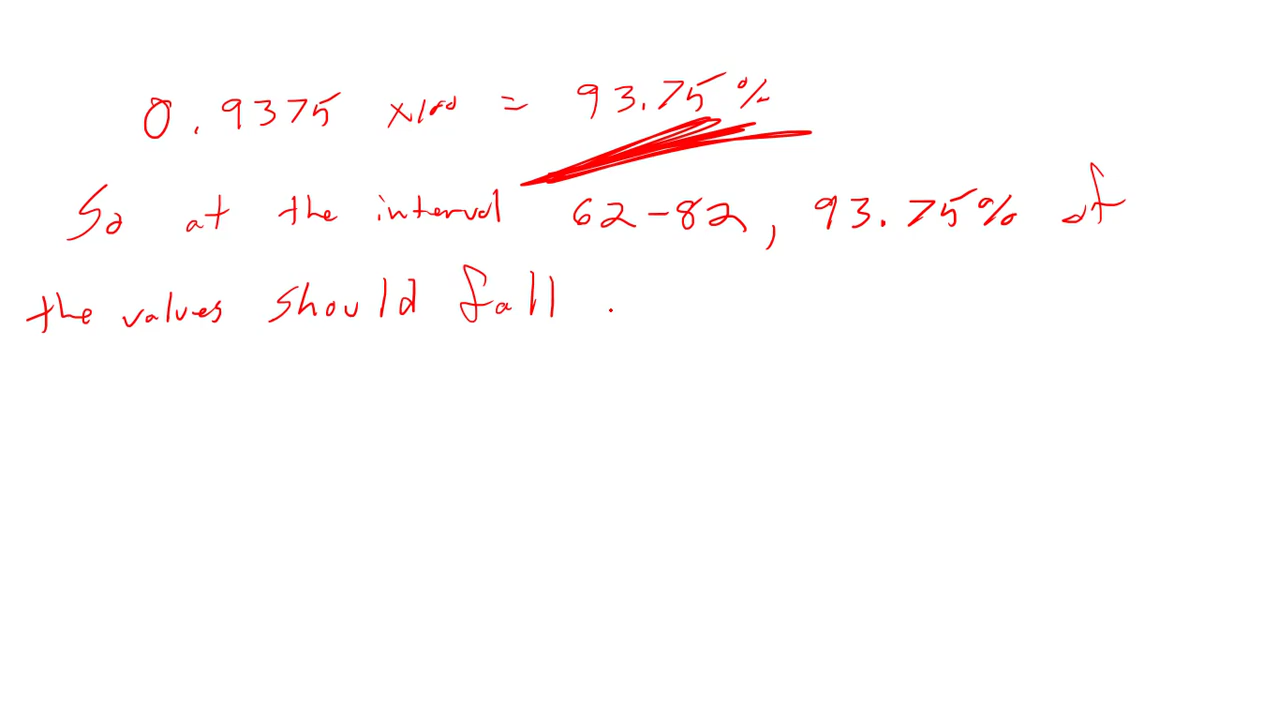 0.9375 x100 = 93.75%
So at the interval 62-82, 93.75% of
the values should fall.